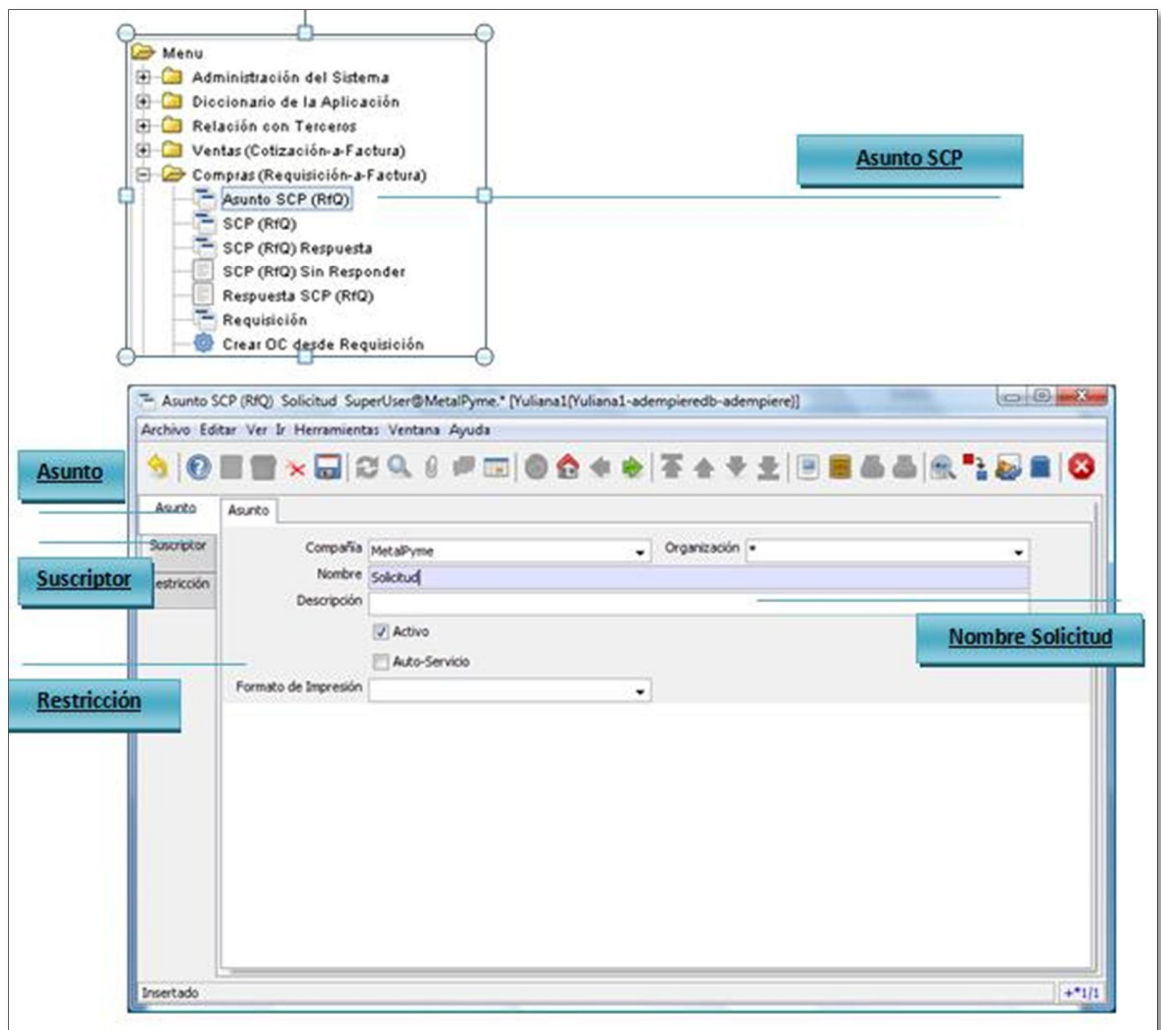 Menu
Administración del Sistema
Diccionario de la Aplicación
Relación con Terceros
Ventas (Cotización-a-Factura)
Compras (Requisición-a-Factura)
Asunto SCP (RfQ)
SCP (RfQ)
SCP (RfQ) Respuesta
SCP (RfQ) Sin Responder
Respuesta SCP (RfQ)
Requisición
Crear OC desde Requisición
Asunto SCP
Asunto SCP (RfQ) Solicitud SuperUser@MetalPyme.* [Yuliana1{Yuliana1-adempieredb-adempiere}]
Archivo Editar Ver Ir Herramientas Ventana Ayuda
Asunto
Suscriptor
Restricción
Asunto
Suscriptor
estricción
Asunto
Compañía MetalPyme Organización *
Nombre Solicitud
Descripción
Activo
Auto-Servicio
Formato de Impresión
Nombre Solicitud
Insertado
+*1/1